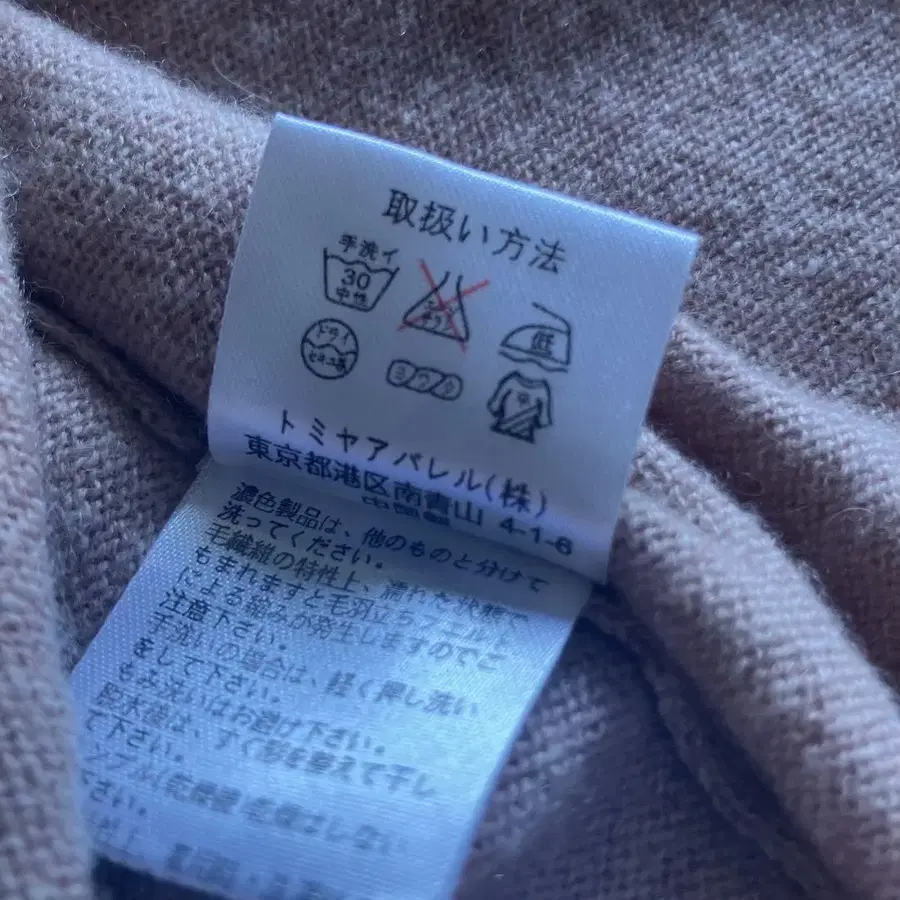 取扱い方法
手洗イ
30
中性
低
ドライ
セキユ系
トミヤアパレル(株)
東京都港区南青山 4-1-6
濃色製品は、他のものと分けて
洗ってください。
毛繊維の特性上、濡れた状態で
もまれますと毛羽立ちフエルト
による縮みが発生しますのでご
注意下さい。
手洗いの場合は、軽く押し洗い
をして下さい。
もみ洗いはお避け下さい。
脱水後は、すぐ形を整えて干し
て下さい。
さい。